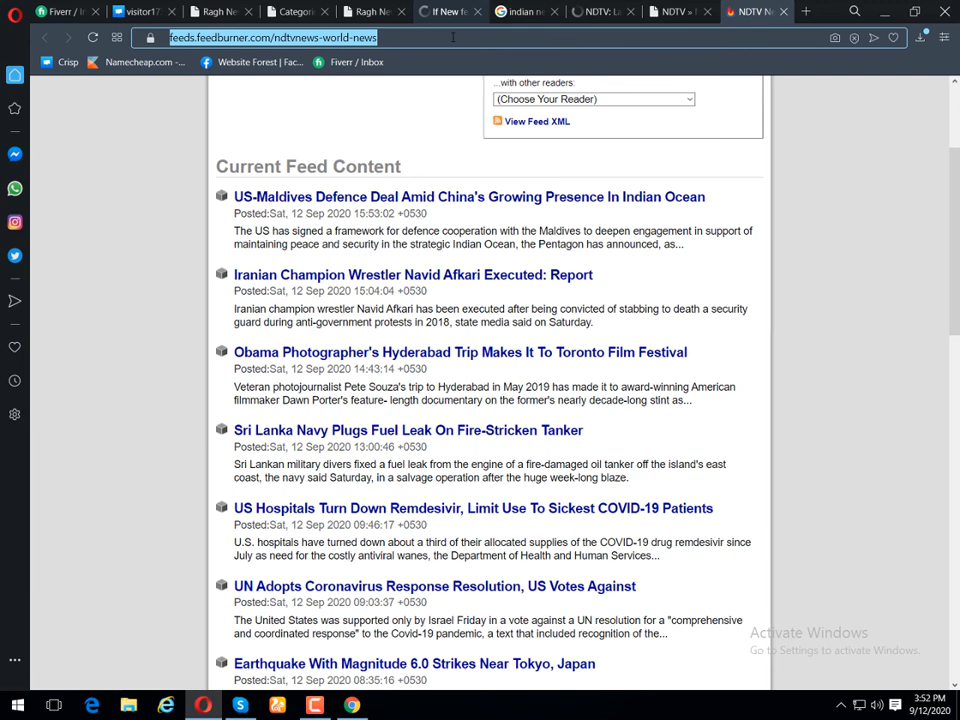 Fiverr / In
visitor17
Ragh Ne
Categori
Ragh Ne
If New fe
indian ne
NDTV: La
NDTV »
NDTV Ne
feeds.feedburner.com/ndtvnews-world-news
Crisp
Namecheap.com -...
Website Forest | Fac...
Fiverr / Inbox
...with other readers:
(Choose Your Reader)
View Feed XML
Current Feed Content
US-Maldives Defence Deal Amid China's Growing Presence In Indian Ocean
Posted:Sat, 12 Sep 2020 15:53:02 +0530
The US has signed a framework for defence cooperation with the Maldives to deepen engagement in support of
maintaining peace and security in the strategic Indian Ocean, the Pentagon has announced, as...
Iranian Champion Wrestler Navid Afkari Executed: Report
Posted:Sat, 12 Sep 2020 15:04:04 +0530
Iranian champion wrestler Navid Afkari has been executed after being convicted of stabbing to death a security
guard during anti-government protests in 2018, state media said on Saturday.
Obama Photographer's Hyderabad Trip Makes It To Toronto Film Festival
Posted:Sat, 12 Sep 2020 14:43:14 +0530
Veteran photojournalist Pete Souza's trip to Hyderabad in May 2019 has made it to award-winning American
filmmaker Dawn Porter's feature- length documentary on the former's nearly decade-long stint as...
Sri Lanka Navy Plugs Fuel Leak On Fire-Stricken Tanker
Posted:Sat, 12 Sep 2020 13:00:46 +0530
Sri Lankan military divers fixed a fuel leak from the engine of a fire-damaged oil tanker off the island's east
coast, the navy said Saturday, in a salvage operation after the huge week-long blaze.
US Hospitals Turn Down Remdesivir, Limit Use To Sickest COVID-19 Patients
Posted:Sat, 12 Sep 2020 09:46:17 +0530
U.S. hospitals have turned down about a third of their allocated supplies of the COVID-19 drug remdesivir since
July as need for the costly antiviral wanes, the Department of Health and Human Services...
UN Adopts Coronavirus Response Resolution, US Votes Against
Posted:Sat, 12 Sep 2020 09:03:37 +0530
The United States was supported only by Israel Friday in a vote against a UN resolution for a "comprehensive
and coordinated response" to the Covid-19 pandemic, a text that included recognition of the...
Earthquake With Magnitude 6.0 Strikes Near Tokyo, Japan
Posted:Sat, 12 Sep 2020 08:35:16 +0530
Activate Windows
Go to Settings to activate Windows.
3:52 PM
9/12/2020